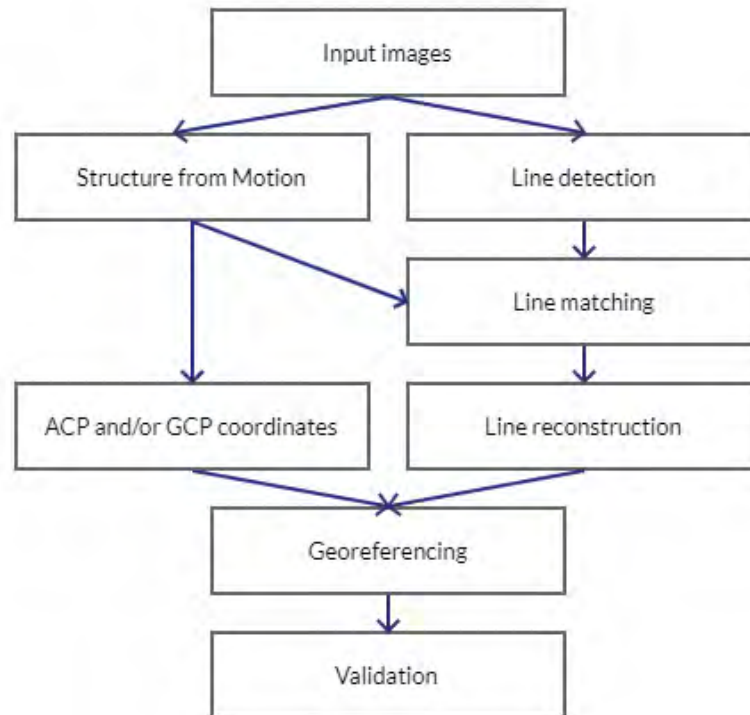 Input images
Structure from Motion
Line detection
Line matching
ACP and/or GCP coordinates
Line reconstruction
Georeferencing
Validation